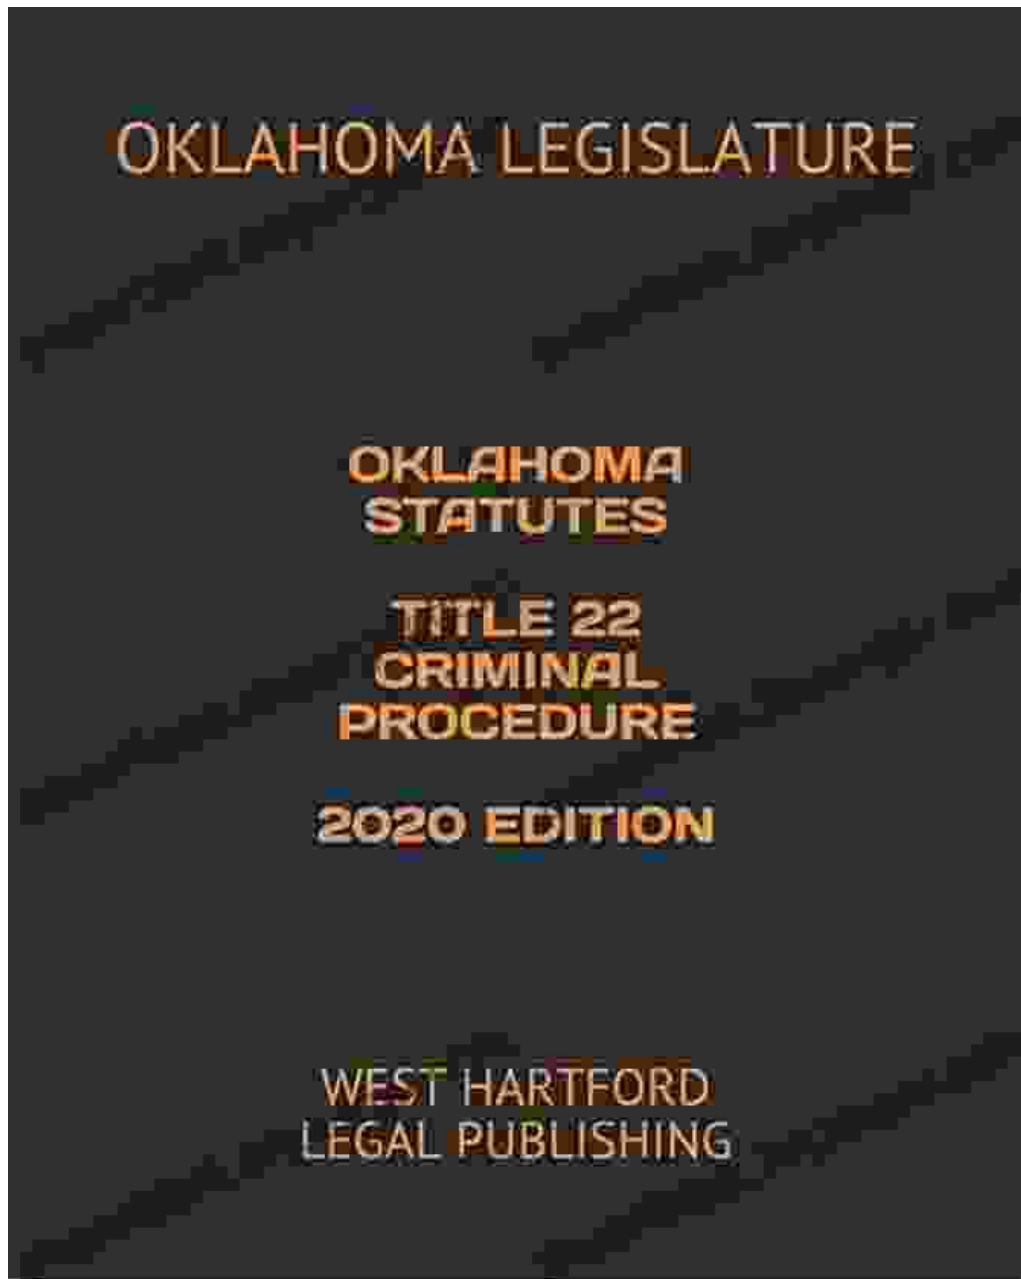 OKLAHOMA LEGISLATURE
OKLAHOMA
STATUTES
TITLE 22
CRIMINAL
PROCEDURE
2020 EDITION
WEST HARTFORD
LEGAL PUBLISHING